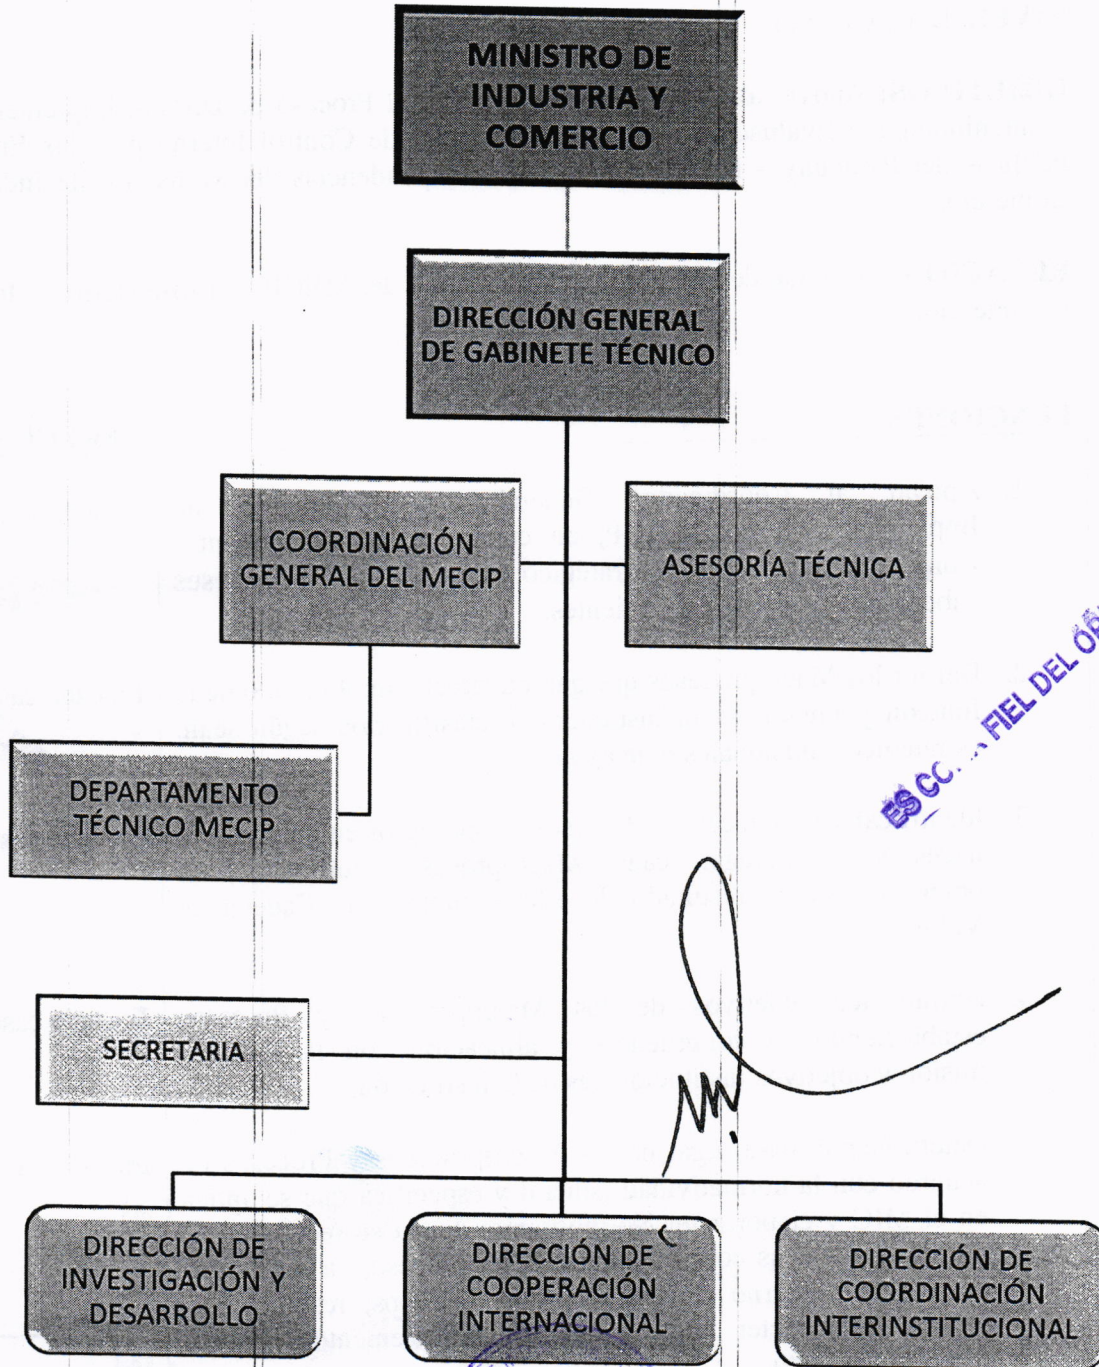 MINISTRO DE
INDUSTRIA Y
COMERCIO
DIRECCIÓN GENERAL
DE GABINETE TÉCNICO
COORDINACIÓN
GENERAL DEL MECIP
ASESORÍA TÉCNICA
ES FIEL DEL
DEPARTAMENTO
TÉCNICO MECIP
SECRETARIA
DIRECCIÓN DE
INVESTIGACIÓN Y
DESARROLLO
DIRECCIÓN DE
COOPERACIÓN
INTERNACIONAL
DIRECCIÓN DE
COORDINACIÓN
INTERINSTITUCIONAL